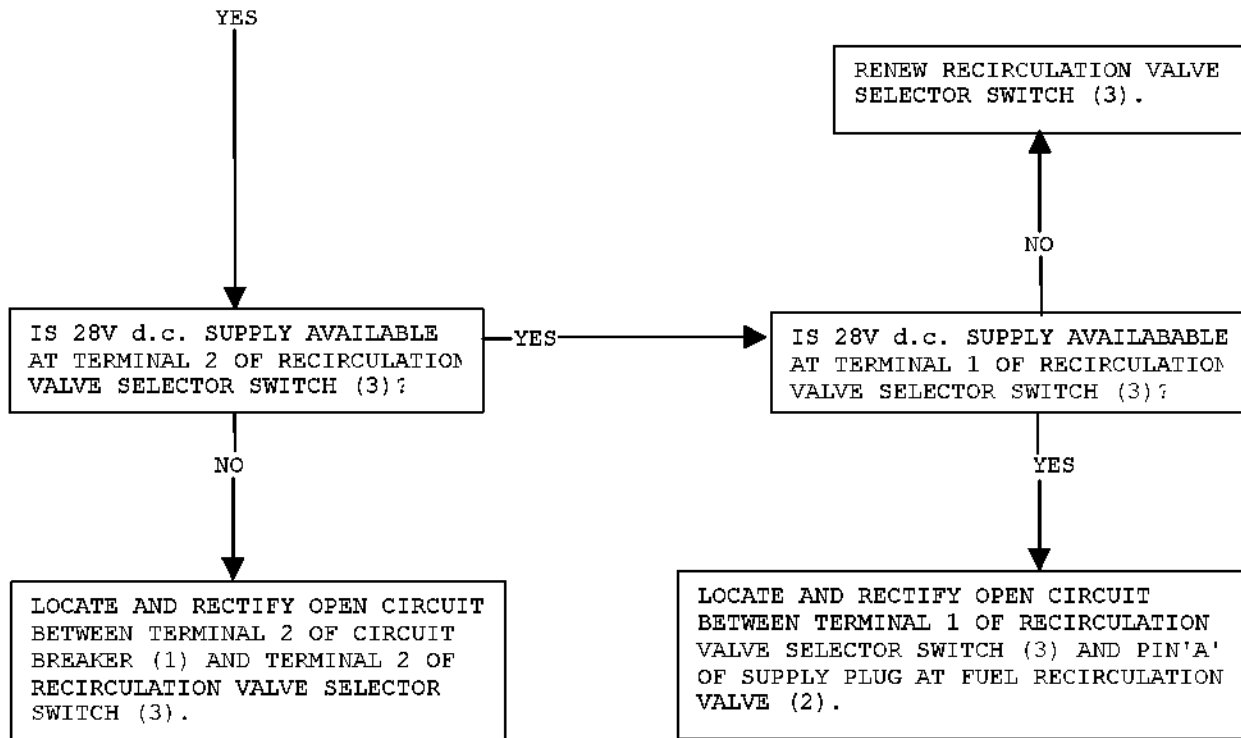 YES
RENEW RECIRCULATION VALVE
SELECTOR SWITCH (3).
NO
IS 28V d.c. SUPPLY AVAILABLE
AT TERMINAL 2 OF RECIRCULATION
VALVE SELECTOR SWITCH (3)?
YES
IS 28V d.c. SUPPLY AVAILABABLE
AT TERMINAL 1 OF RECIRCULATION
VALVE SELECTOR SWITCH (3)?
NO
YES
LOCATE AND RECTIFY OPEN CIRCUIT
BETWEEN TERMINAL 2 OF CIRCUIT
BREAKER (1) AND TERMINAL 2 OF
RECIRCULATION VALVE SELECTOR
SWITCH (3).
LOCATE AND RECTIFY OPEN CIRCUIT
BETWEEN TERMINAL 1 OF RECIRCULATION
VALVE SELECTOR SWITCH (3) AND PIN'A'
OF SUPPLY PLUG AT FUEL RECIRCULATION
VALVE (2).